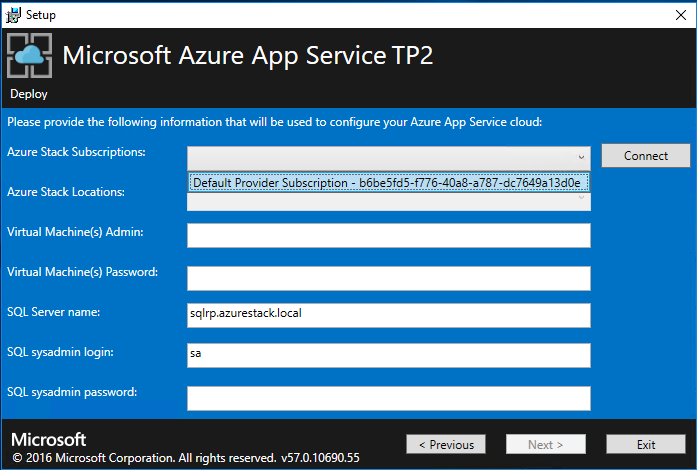 Setup
Microsoft Azure App Service TP2
Deploy
Please provide the following information that will be used to configure your Azure App Service cloud:
Azure Stack Subscriptions:
Connect
Default Provider Subscription - b6be5fd5-f776-40a8-a787-dc7649a13d0e
Azure Stack Locations:
Virtual Machine(s) Admin:
Virtual Machine(s) Password:
SQL Server name: sqlrp.azurestack.local
SQL sysadmin login: sa
SQL sysadmin password:
Microsoft
© 2016 Microsoft Corporation. All rights reserved. v57.0.10690.55
< Previous Next > Exit